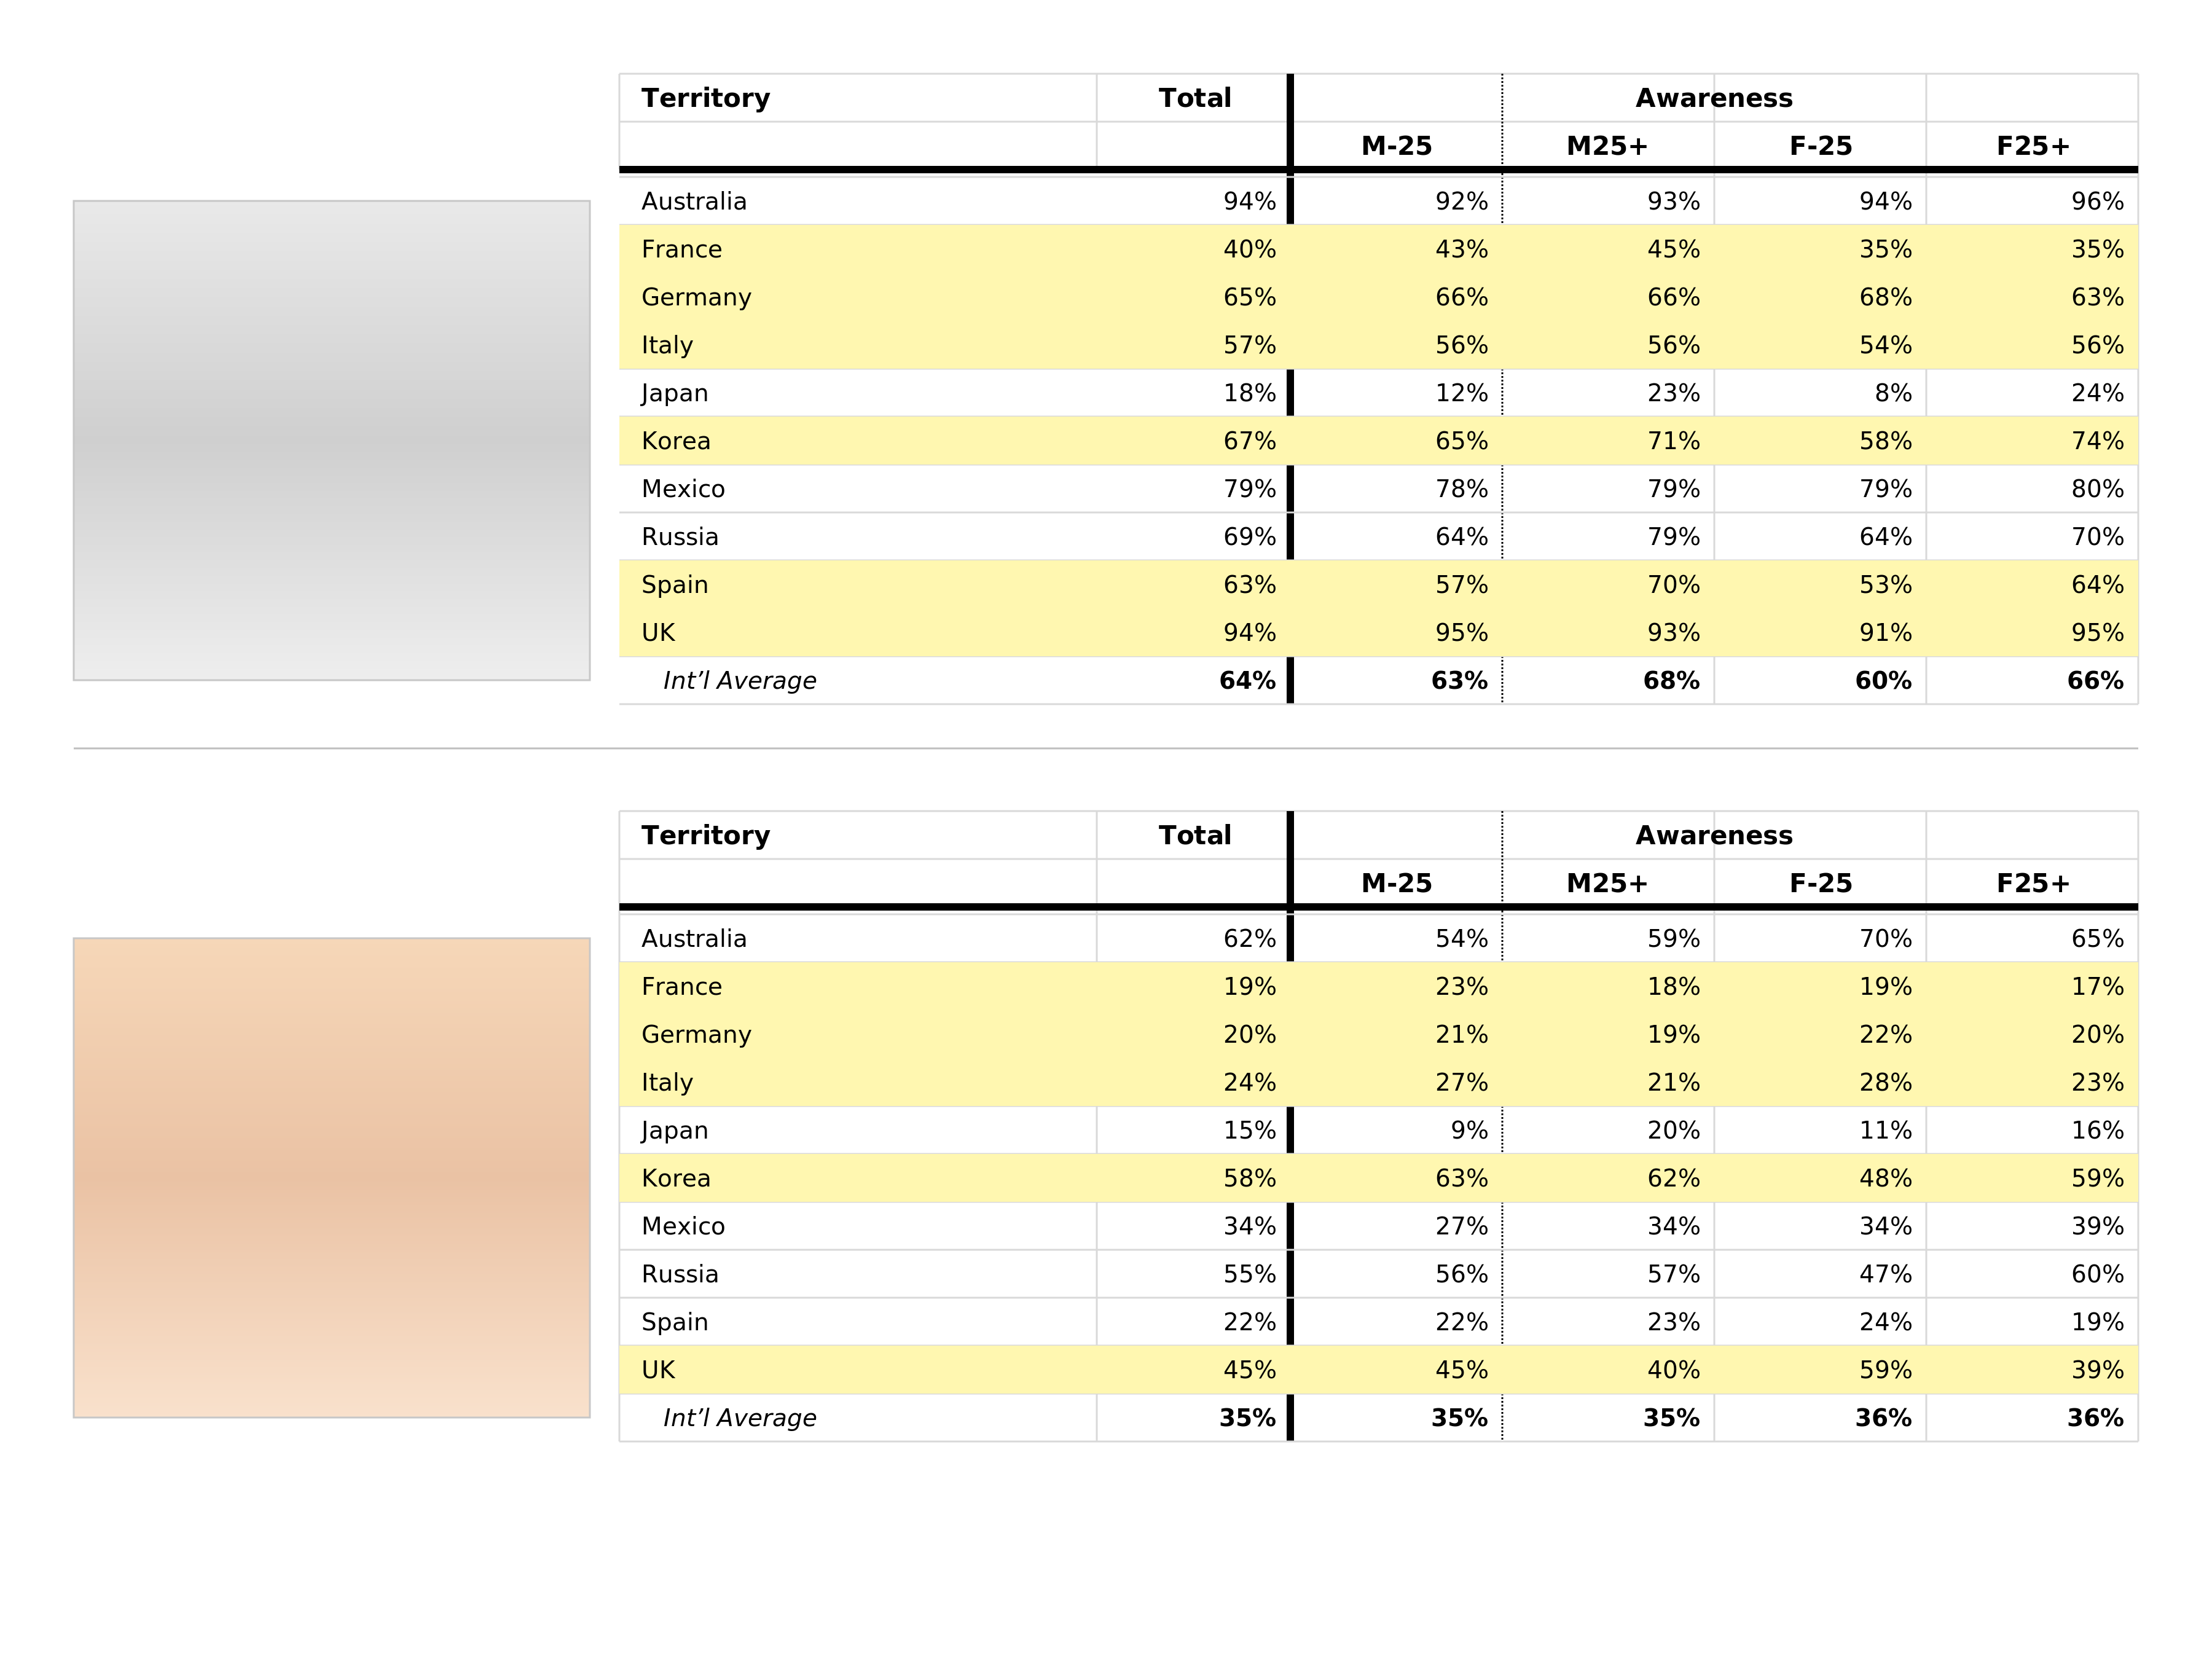 Territory Total Awareness
M-25 M25+ F-25 F25+
Australia 94% 92% 93% 94% 96%
France 40% 43% 45% 35% 35%
Germany 65% 66% 66% 68% 63%
Italy 57% 56% 56% 54% 56%
Japan 18% 12% 23% 8% 24%
Korea 67% 65% 71% 58% 74%
Mexico 79% 78% 79% 79% 80%
Russia 69% 64% 79% 64% 70%
Spain 63% 57% 70% 53% 64%
UK 94% 95% 93% 91% 95%
Int’l Average 64% 63% 68% 60% 66%
Territory Total Awareness
M-25 M25+ F-25 F25+
Australia 62% 54% 59% 70% 65%
France 19% 23% 18% 19% 17%
Germany 20% 21% 19% 22% 20%
Italy 24% 27% 21% 28% 23%
Japan 15% 9% 20% 11% 16%
Korea 58% 63% 62% 48% 59%
Mexico 34% 27% 34% 34% 39%
Russia 55% 56% 57% 47% 60%
Spain 22% 22% 23% 24% 19%
UK 45% 45% 40% 59% 39%
Int’l Average 35% 35% 35% 36% 36%